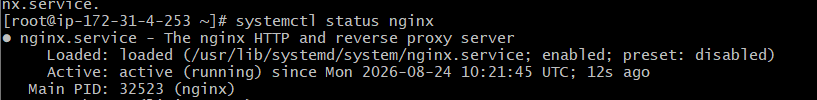 nx.service.
[root@ip-172-31-4-253 ~]# systemctl status nginx
● nginx.service - The nginx HTTP and reverse proxy server
Loaded: loaded (/usr/lib/systemd/system/nginx.service; enabled; preset: disabled)
Active: active (running) since Mon 2026-08-24 10:21:45 UTC; 12s ago
Main PID: 32523 (nginx)